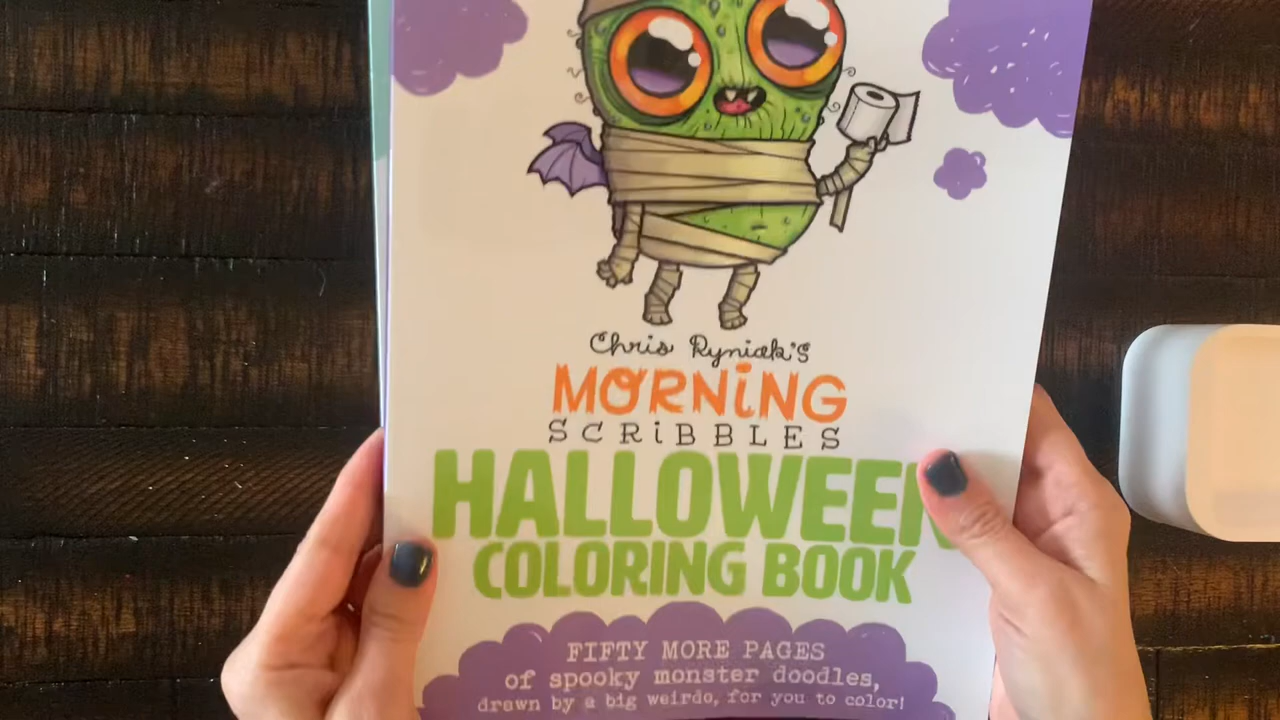 Chris Ryniak's
MORNiNG
SCRiBBLES
HALLOWEEN
COLORING BOOK
FIFTY MORE PAGES
of spooky monster doodles,
drawn by a big weirdo, for you to color!